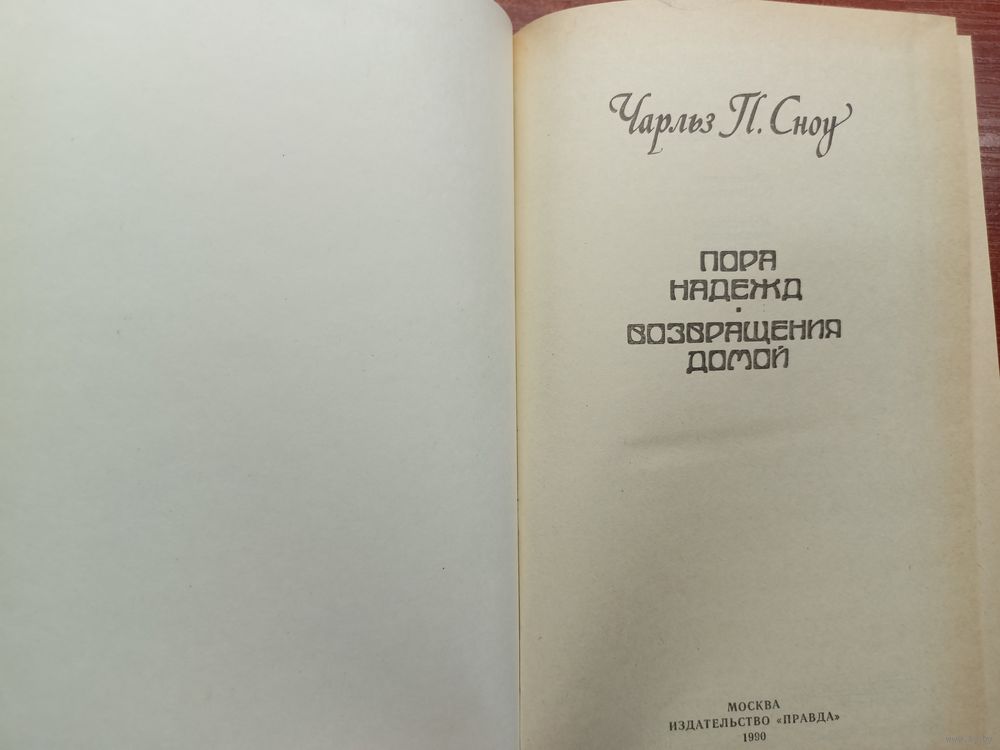 Чарльз П. Сноу
ПОРА
НАДЕЖД
·
ВОЗВРАЩЕНИЯ
ДОМОЙ
МОСКВА
ИЗДАТЕЛЬСТВО «ПРАВДА»
1990